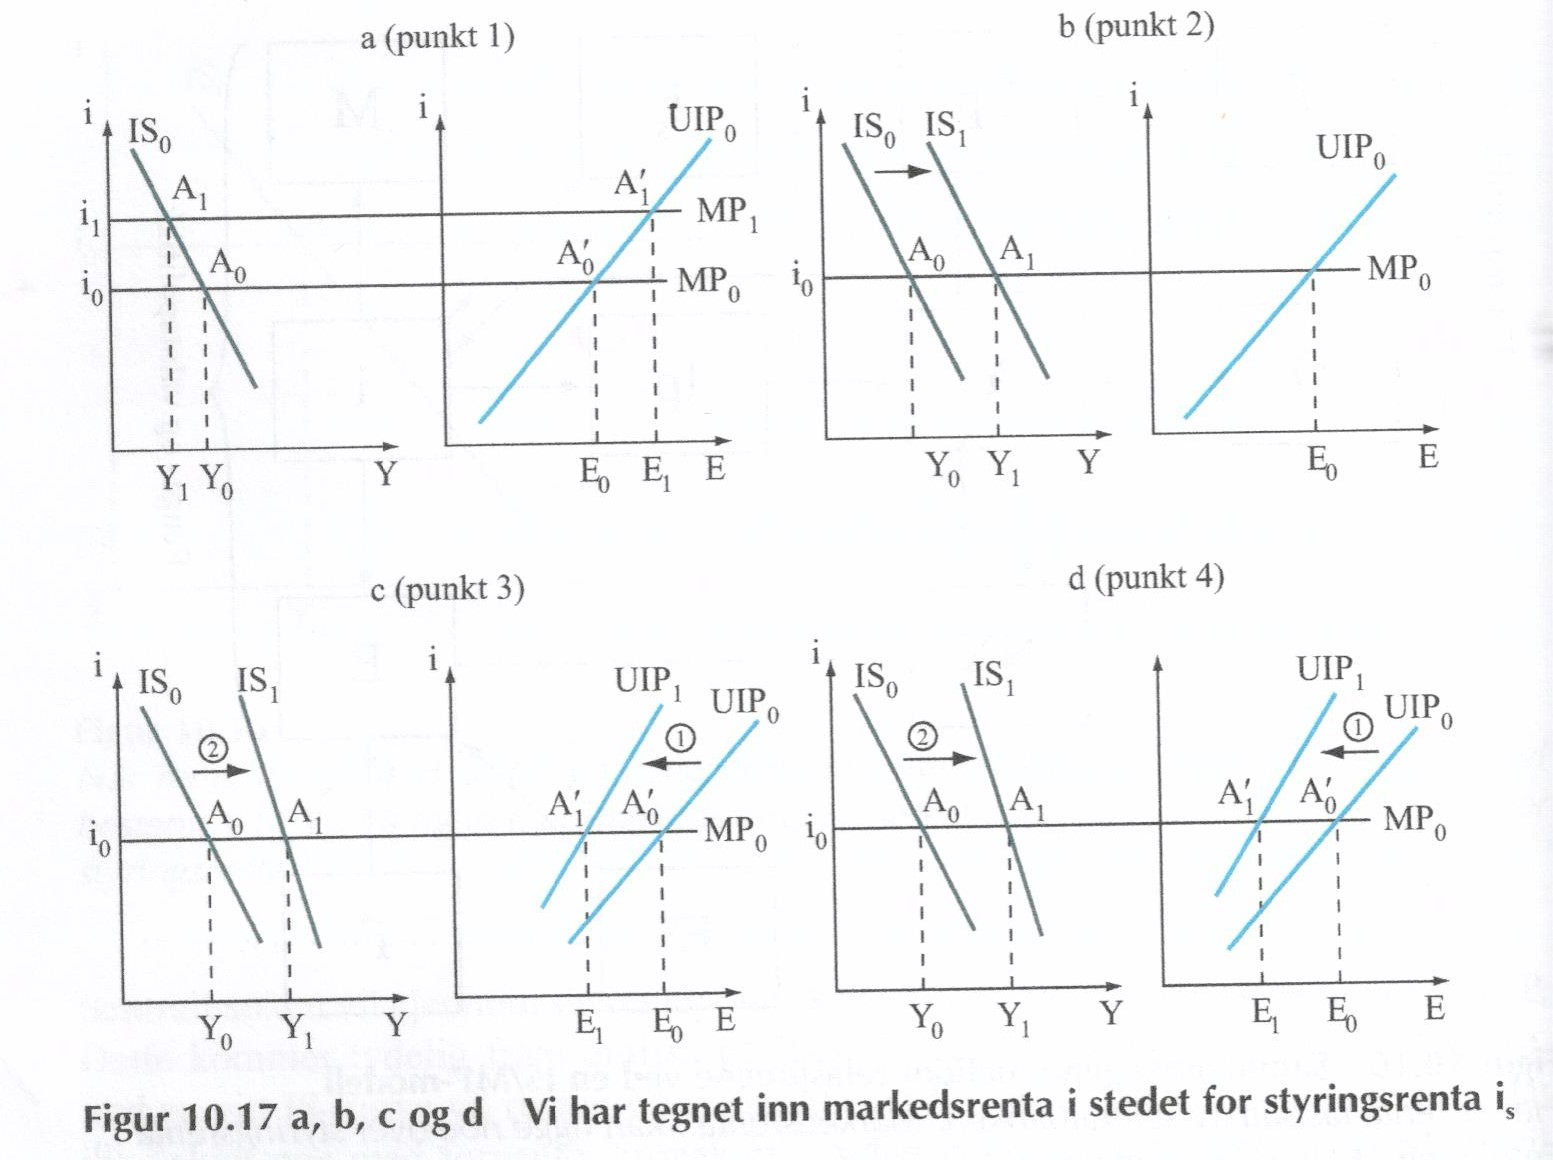 a (punkt 1)
i
IS₀
A₁
i₁
A₀
i₀
Y₁ Y₀ Y
i
UIP₀
A′₁
MP₁
A′₀
MP₀
E₀ E₁ E
b (punkt 2)
i
IS₀ IS₁
A₀ A₁
i₀
Y₀ Y₁ Y
i
UIP₀
MP₀
E₀ E
c (punkt 3)
i
IS₀ IS₁
2
A₀ A₁
i₀
Y₀ Y₁ Y
i
UIP₁ UIP₀
1
A′₁ A′₀
MP₀
E₁ E₀ E
d (punkt 4)
i
IS₀ IS₁
2
A₀ A₁
i₀
Y₀ Y₁ Y
UIP₁ UIP₀
1
A′₁ A′₀
MP₀
E₁ E₀ E
Figur 10.17 a, b, c og d Vi har tegnet inn markedsrenta i stedet for styringsrenta iₛ